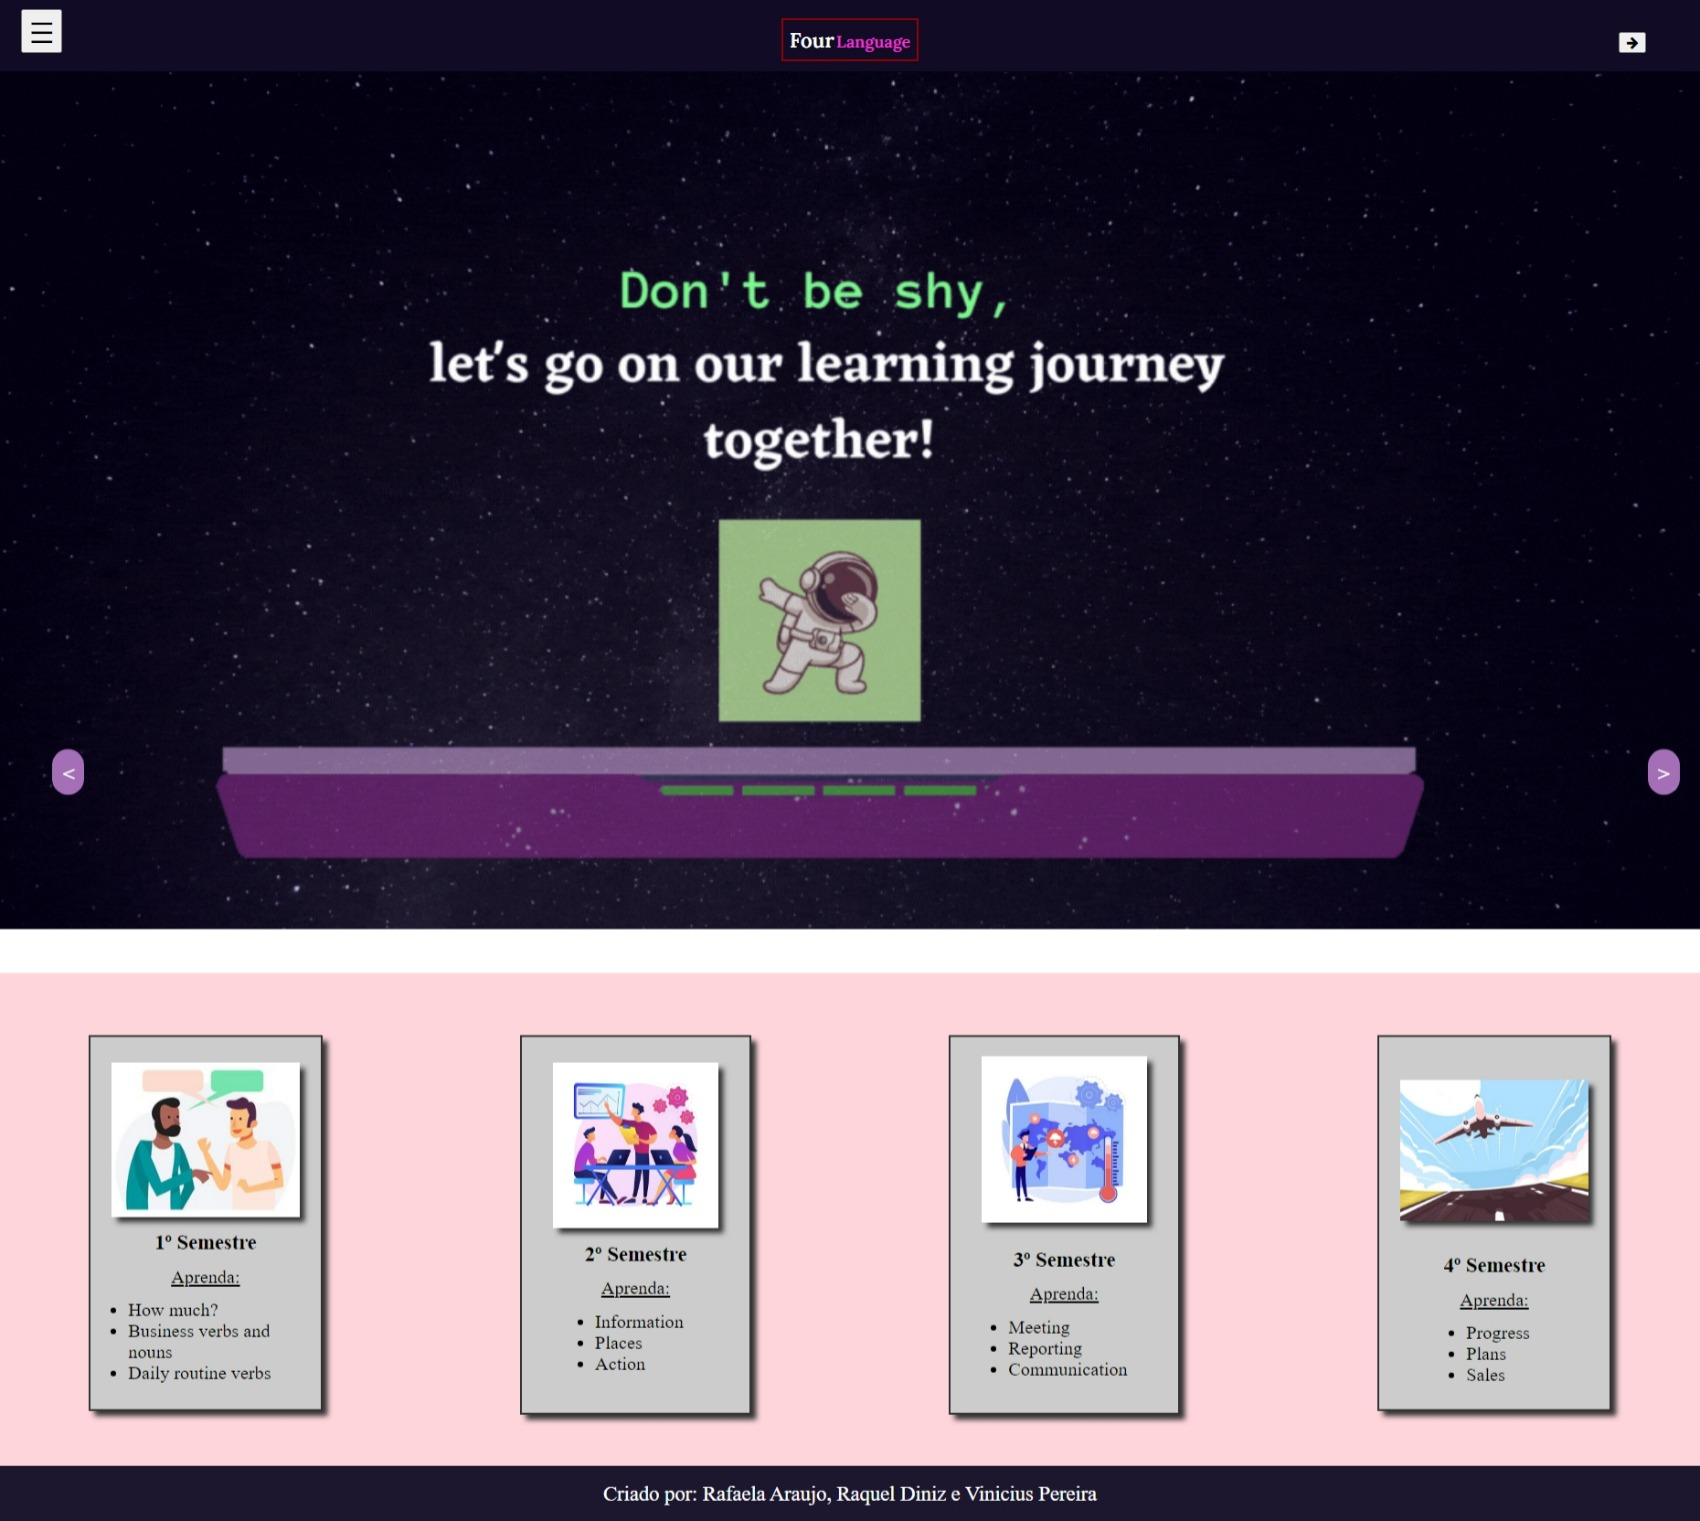 ☰
Four Language
Don't be shy,
let's go on our learning journey
together!
<
>
1º Semestre
Aprenda:
• How much?
• Business verbs and
nouns
• Daily routine verbs
2º Semestre
Aprenda:
• Information
• Places
• Action
3º Semestre
Aprenda:
• Meeting
• Reporting
• Communication
4º Semestre
Aprenda:
• Progress
• Plans
• Sales
Criado por: Rafaela Araujo, Raquel Diniz e Vinicius Pereira